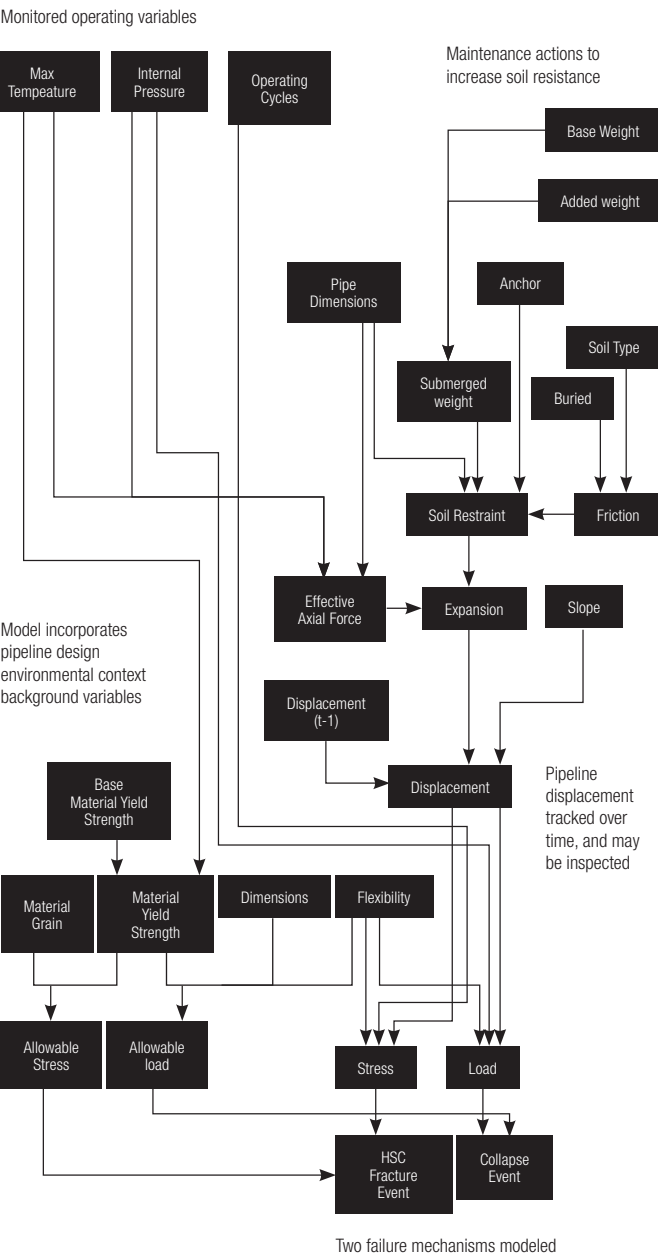 Monitored operating variables
Max
Tempeature
Internal
Pressure
Operating
Cycles
Maintenance actions to
increase soil resistance
Base Weight
Added weight
Pipe
Dimensions
Anchor
Soil Type
Submerged
weight
Buried
Soil Restraint
Friction
Effective
Axial Force
Expansion
Slope
Model incorporates
pipeline design
environmental context
background variables
Displacement
(t-1)
Displacement
Pipeline
displacement
tracked over
time, and may
be inspected
Base
Material Yield
Strength
Material
Grain
Material
Yield
Strength
Dimensions
Flexibility
Allowable
Stress
Allowable
load
Stress
Load
HSC
Fracture
Event
Collapse
Event
Two failure mechanisms modeled